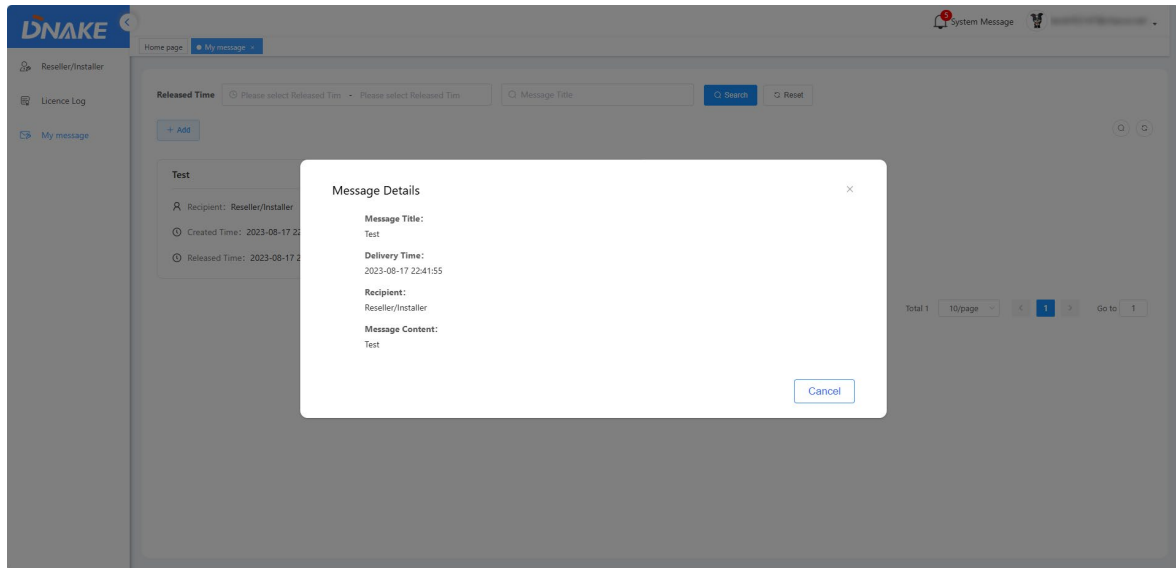 DNAKE
5
System Message
Home page
My message ×
Reseller/Installer
Licence Log
My message
Released Time Please select Released Tim - Please select Released Tim Message Title Search Reset
+ Add
Test
Recipient: Reseller/Installer
Created Time: 2023-08-17 22
Released Time: 2023-08-17 2
Message Details
Message Title:
Test
Delivery Time:
2023-08-17 22:41:55
Recipient:
Reseller/Installer
Message Content:
Test
Cancel
Total 1 10/page < 1 > Go to 1